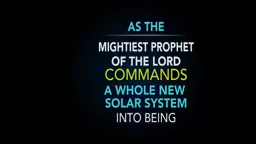 AS THE
MIGHTIEST PROPHET
OF THE LORD
COMMANDS
A WHOLE NEW
SOLAR SYSTEM
INTO BEING